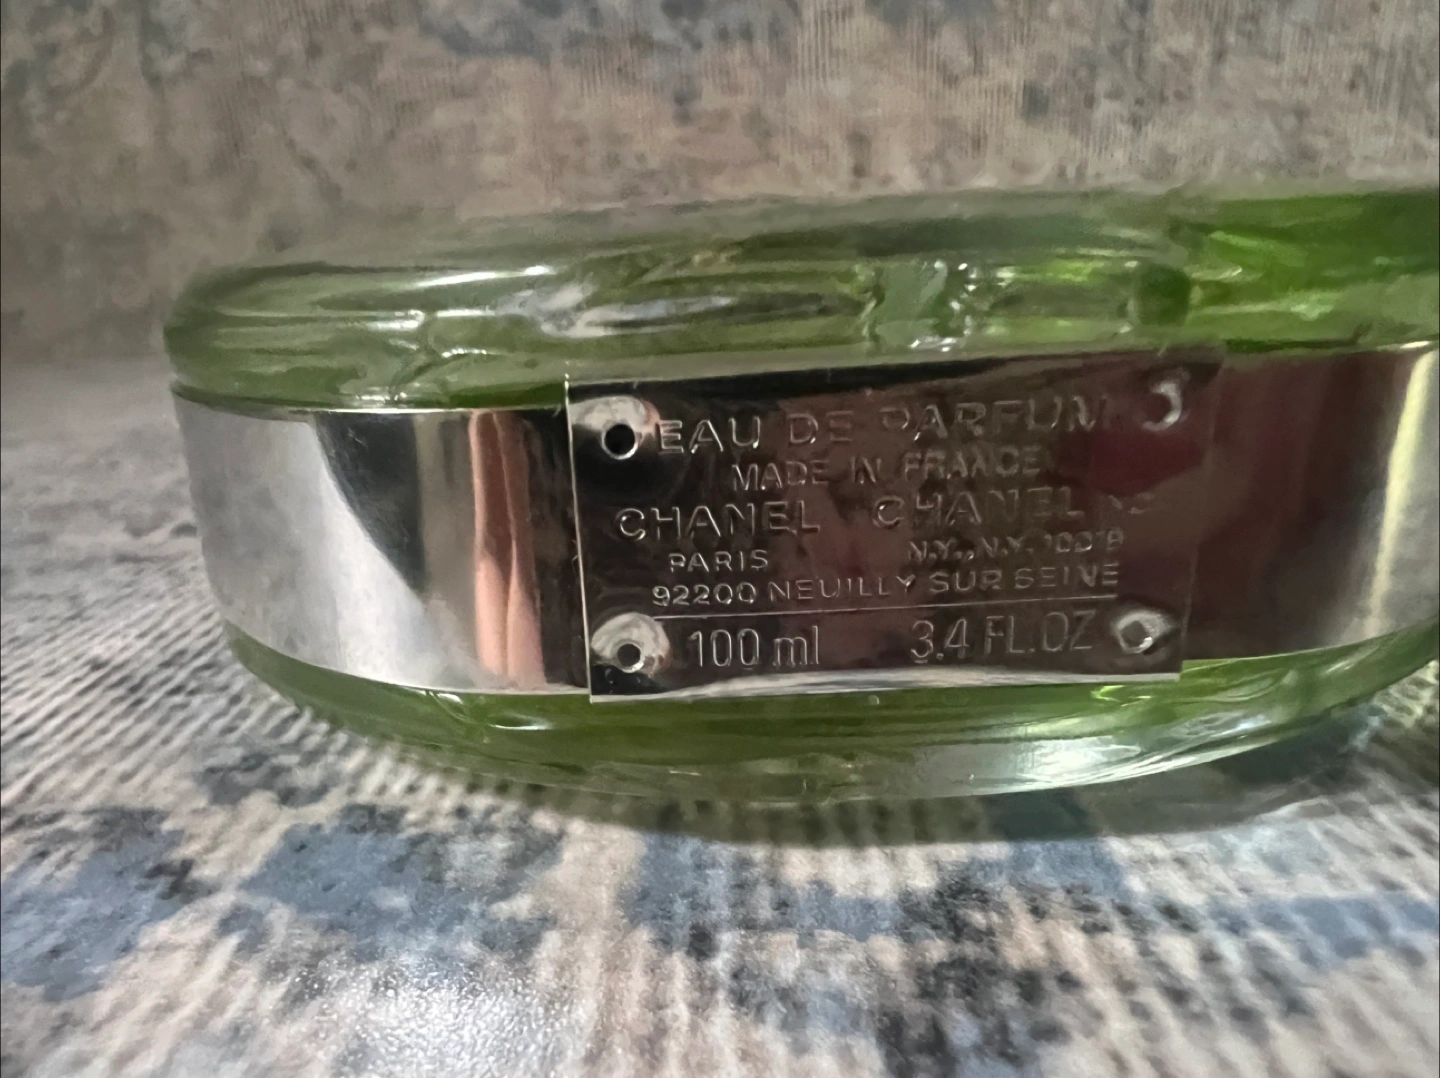 EAU DE PARFUM
MADE IN FRANCE
CHANEL CHANEL
PARIS N.Y., N.Y. 10019
92200 NEUILLY SUR SEINE
100 ml 3.4 FL.OZ